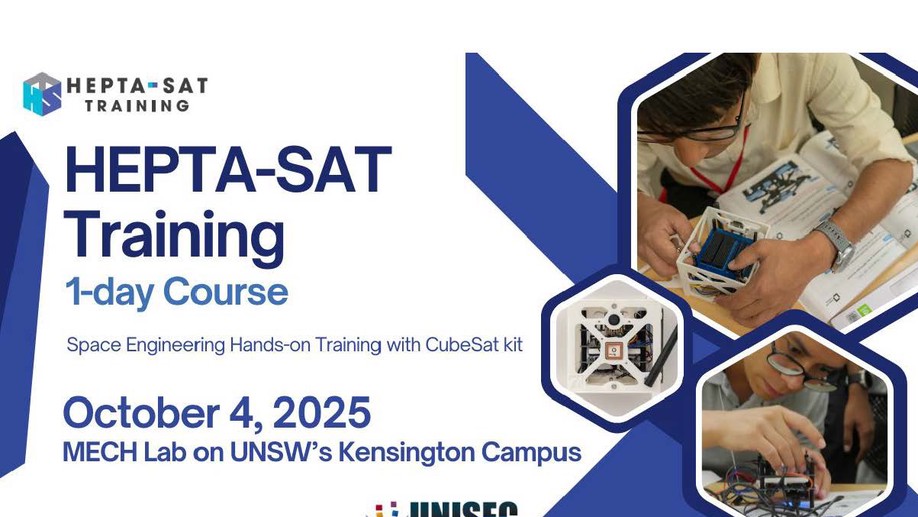 HEPTA-SAT
TRAINING
HEPTA-SAT
Training
1-day Course
Space Engineering Hands-on Training with CubeSat kit
October 4, 2025
MECH Lab on UNSW's Kensington Campus
UNISEC